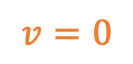 v = 0